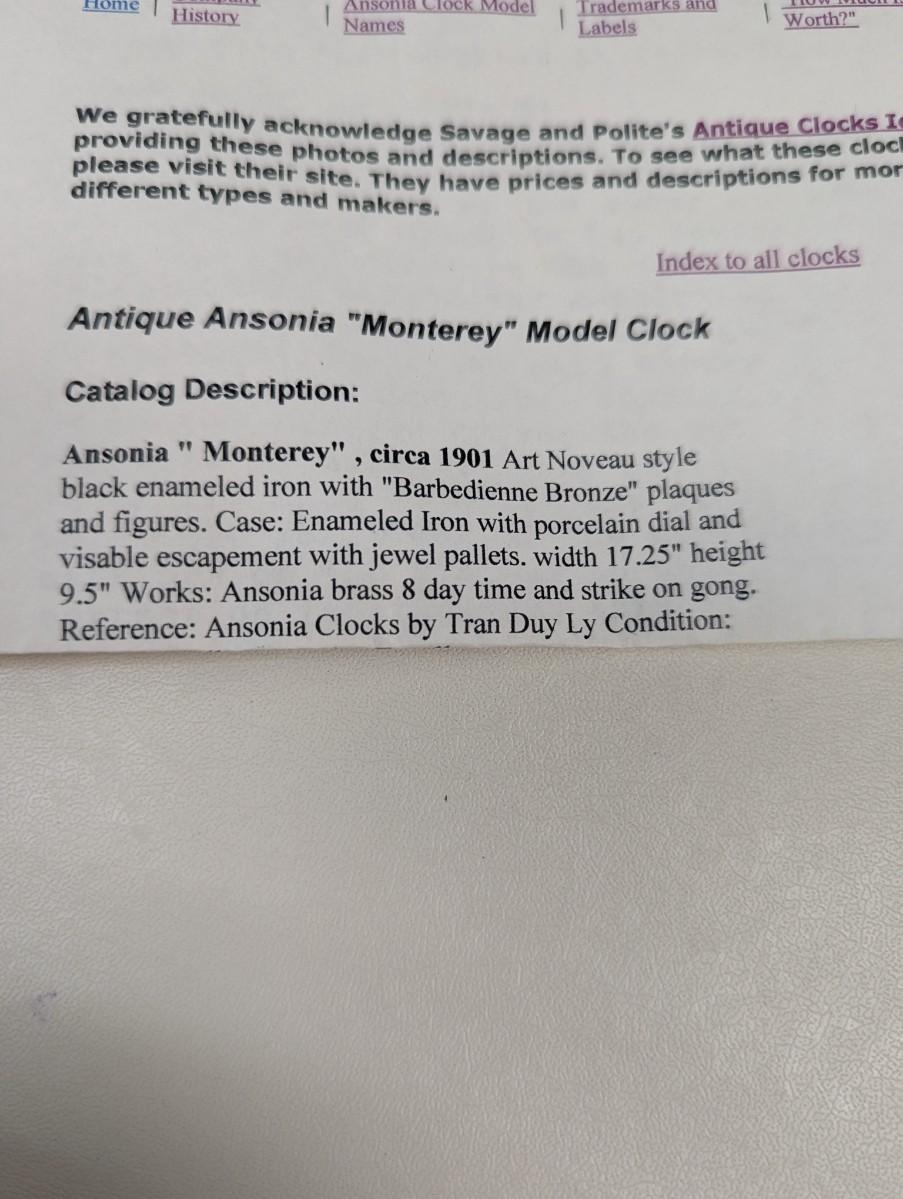 Home | History | Ansonia Clock Model Names | Trademarks and Labels | Worth?"
We gratefully acknowledge Savage and Polite's Antique Clocks
providing these photos and descriptions. To see what these
please visit their site. They have prices and descriptions for
different types and makers.
Index to all clocks
Antique Ansonia "Monterey" Model Clock
Catalog Description:
Ansonia " Monterey" , circa 1901 Art Noveau style
black enameled iron with "Barbedienne Bronze" plaques
and figures. Case: Enameled Iron with porcelain dial and
visable escapement with jewel pallets. width 17.25" height
9.5" Works: Ansonia brass 8 day time and strike on gong.
Reference: Ansonia Clocks by Tran Duy Ly Condition: